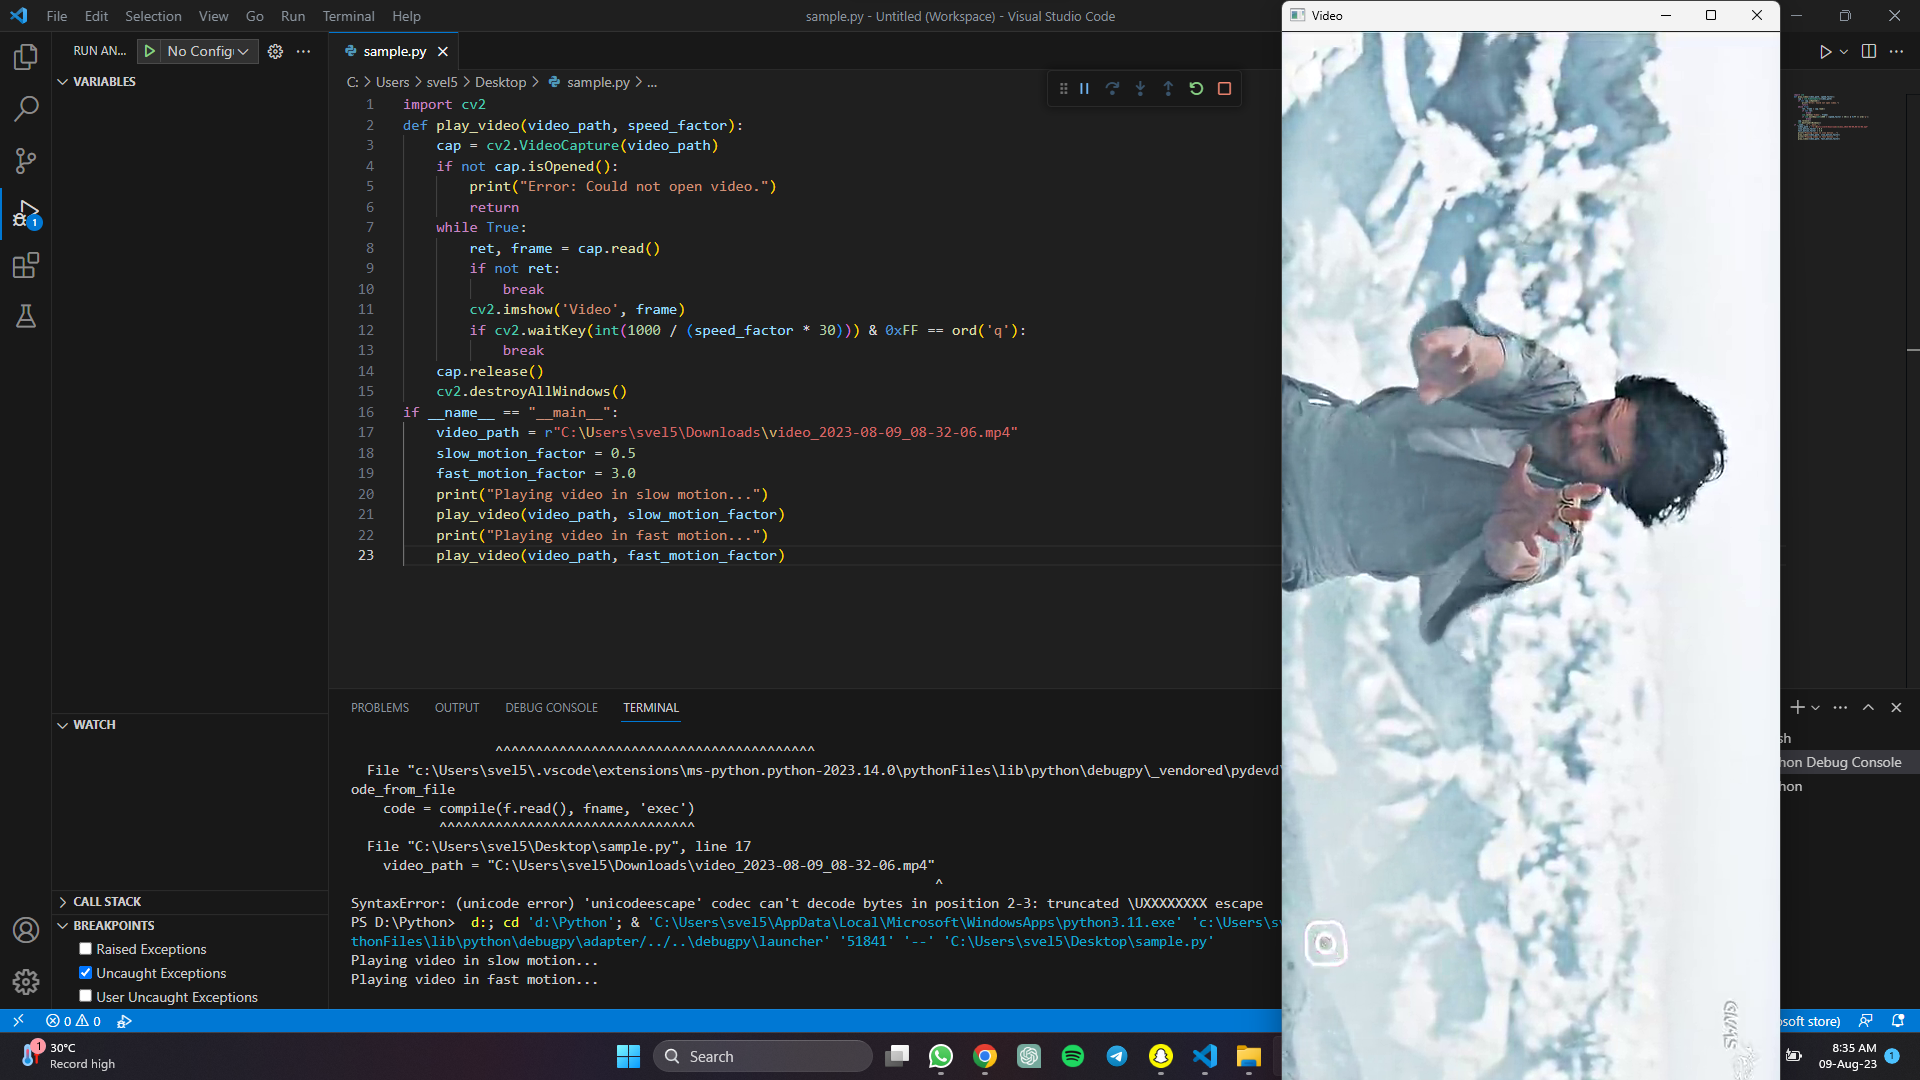 File Edit Selection View Go Run Terminal Help
sample.py - Untitled (Workspace) - Visual Studio Code
Video
RUN AN...
No Config
sample.py
VARIABLES
C: > Users > svel5 > Desktop > sample.py > ...
1 import cv2
2 def play_video(video_path, speed_factor):
3 cap = cv2.VideoCapture(video_path)
4 if not cap.isOpened():
5 print("Error: Could not open video.")
6 return
7 while True:
8 ret, frame = cap.read()
9 if not ret:
10 break
11 cv2.imshow('Video', frame)
12 if cv2.waitKey(int(1000 / (speed_factor * 30))) & 0xFF == ord('q'):
13 break
14 cap.release()
15 cv2.destroyAllWindows()
16 if __name__ == "__main__":
17 video_path = r"C:\Users\svel5\Downloads\video_2023-08-09_08-32-06.mp4"
18 slow_motion_factor = 0.5
19 fast_motion_factor = 3.0
20 print("Playing video in slow motion...")
21 play_video(video_path, slow_motion_factor)
22 print("Playing video in fast motion...")
23 play_video(video_path, fast_motion_factor)
WATCH
CALL STACK
BREAKPOINTS
Raised Exceptions
Uncaught Exceptions
User Uncaught Exceptions
PROBLEMS OUTPUT DEBUG CONSOLE TERMINAL
^^^^^^^^^^^^^^^^^^^^^^^^^^^^^^^^^^^^^^^^
File "c:\Users\svel5\.vscode\extensions\ms-python.python-2023.14.0\pythonFiles\lib\python\debugpy\_vendored\pydevd\
ode_from_file
code = compile(f.read(), fname, 'exec')
^^^^^^^^^^^^^^^^^^^^^^^^^^^^^^^^
File "C:\Users\svel5\Desktop\sample.py", line 17
video_path = "C:\Users\svel5\Downloads\video_2023-08-09_08-32-06.mp4"
^
SyntaxError: (unicode error) 'unicodeescape' codec can't decode bytes in position 2-3: truncated \UXXXXXXXX escape
PS D:\Python> d:; cd 'd:\Python'; & 'C:\Users\svel5\AppData\Local\Microsoft\WindowsApps\python3.11.exe' 'c:\Users\sv
thonFiles\lib\python\debugpy\adapter/../..\debugpy\launcher' '51841' '--' 'C:\Users\svel5\Desktop\sample.py'
Playing video in slow motion...
Playing video in fast motion...
sh
hon Debug Console
hon
0 0
osoft store)
1
30°C
Record high
Search
8:35 AM
09-Aug-23
1